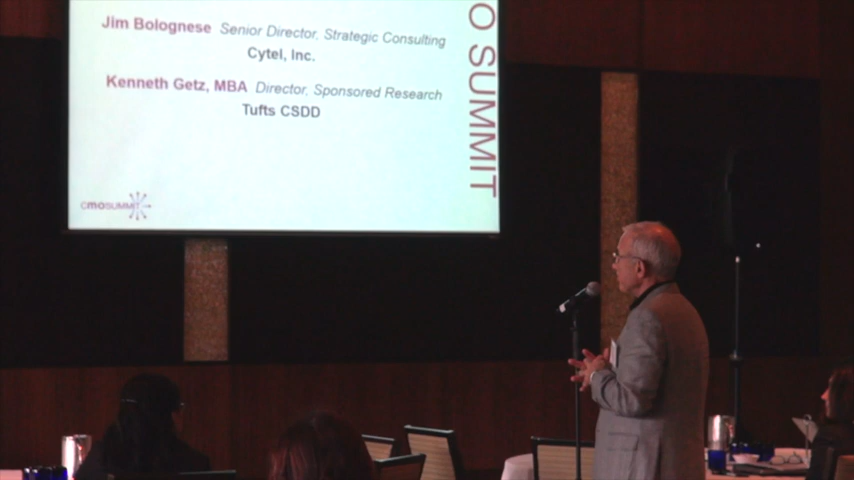 Jim Bolognese Senior Director, Strategic Consulting
Cytel, Inc.
Kenneth Getz, MBA Director, Sponsored Research
Tufts CSDD
O SUMMIT
CMOSUMMIT